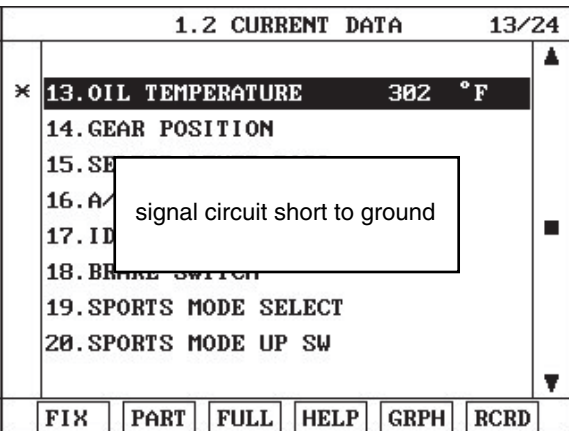 1.2 CURRENT DATA 13/24
* 13.OIL TEMPERATURE 302 °F
14.GEAR POSITION
15.SE
16.A/
signal circuit short to ground
17.ID
18.BRAKE SWITCH
19.SPORTS MODE SELECT
20.SPORTS MODE UP SW
FIX PART FULL HELP GRPH RCRD